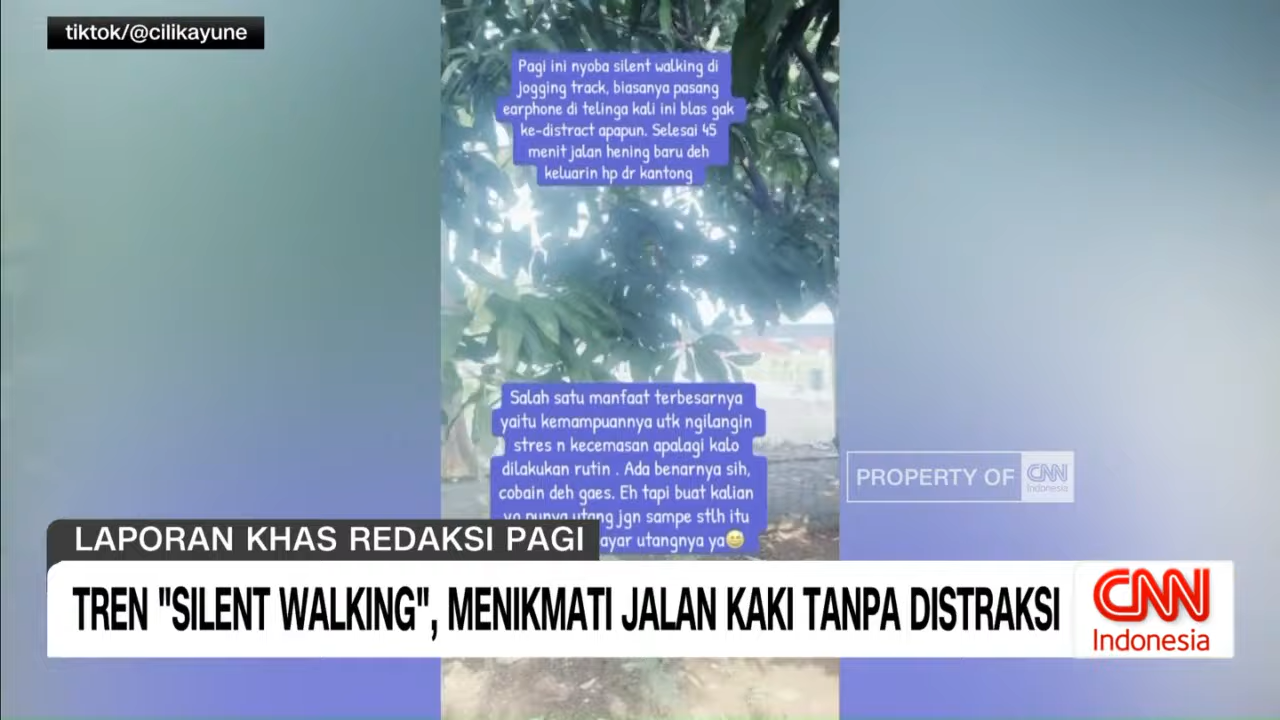 tiktok/@cilikayune
Pagi ini nyoba silent walking di
jogging track, biasanya pasang
earphone di telinga kali ini blas gak
ke-distract apapun. Selesai 45
menit jalan hening baru deh
keluarin hp dr kantong
Salah satu manfaat terbesarnya
yaitu kemampuannya utk ngilangin
stres n kecemasan apalagi kalo
dilakukan rutin . Ada benarnya sih,
cobain deh gaes. Eh tapi buat kalian
yg punya utang jgn sampe stlh itu
ayar utangnya ya😄
PROPERTY OF CNN Indonesia
LAPORAN KHAS REDAKSI PAGI
TREN "SILENT WALKING", MENIKMATI JALAN KAKI TANPA DISTRAKSI
CNN
Indonesia